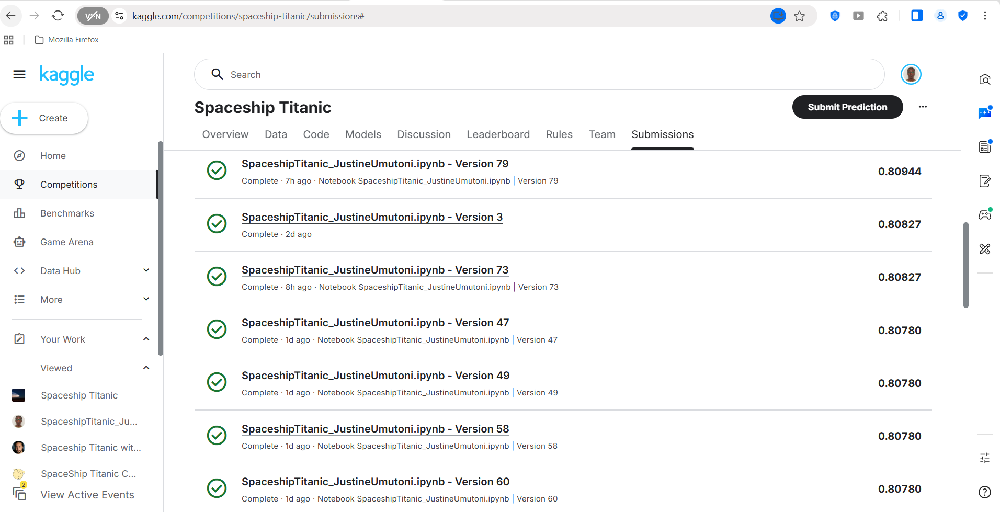 VPN
kaggle.com/competitions/spaceship-titanic/submissions#
Mozilla Firefox
kaggle
Search
Create
Spaceship Titanic
Submit Prediction
Overview
Data
Code
Models
Discussion
Leaderboard
Rules
Team
Submissions
Home
Competitions
Benchmarks
Game Arena
Data Hub
More
Your Work
Viewed
Spaceship Titanic
SpaceshipTitanic_Ju...
Spaceship Titanic wit...
SpaceShip Titanic C...
2
View Active Events
SpaceshipTitanic_JustineUmutoni.ipynb - Version 79
0.80944
Complete · 7h ago · Notebook SpaceshipTitanic_JustineUmutoni.ipynb | Version 79
SpaceshipTitanic_JustineUmutoni.ipynb - Version 3
0.80827
Complete · 2d ago
SpaceshipTitanic_JustineUmutoni.ipynb - Version 73
0.80827
Complete · 8h ago · Notebook SpaceshipTitanic_JustineUmutoni.ipynb | Version 73
SpaceshipTitanic_JustineUmutoni.ipynb - Version 47
0.80780
Complete · 1d ago · Notebook SpaceshipTitanic_JustineUmutoni.ipynb | Version 47
SpaceshipTitanic_JustineUmutoni.ipynb - Version 49
0.80780
Complete · 1d ago · Notebook SpaceshipTitanic_JustineUmutoni.ipynb | Version 49
SpaceshipTitanic_JustineUmutoni.ipynb - Version 58
0.80780
Complete · 1d ago · Notebook SpaceshipTitanic_JustineUmutoni.ipynb | Version 58
SpaceshipTitanic_JustineUmutoni.ipynb - Version 60
0.80780
Complete · 1d ago · Notebook SpaceshipTitanic_JustineUmutoni.ipynb | Version 60